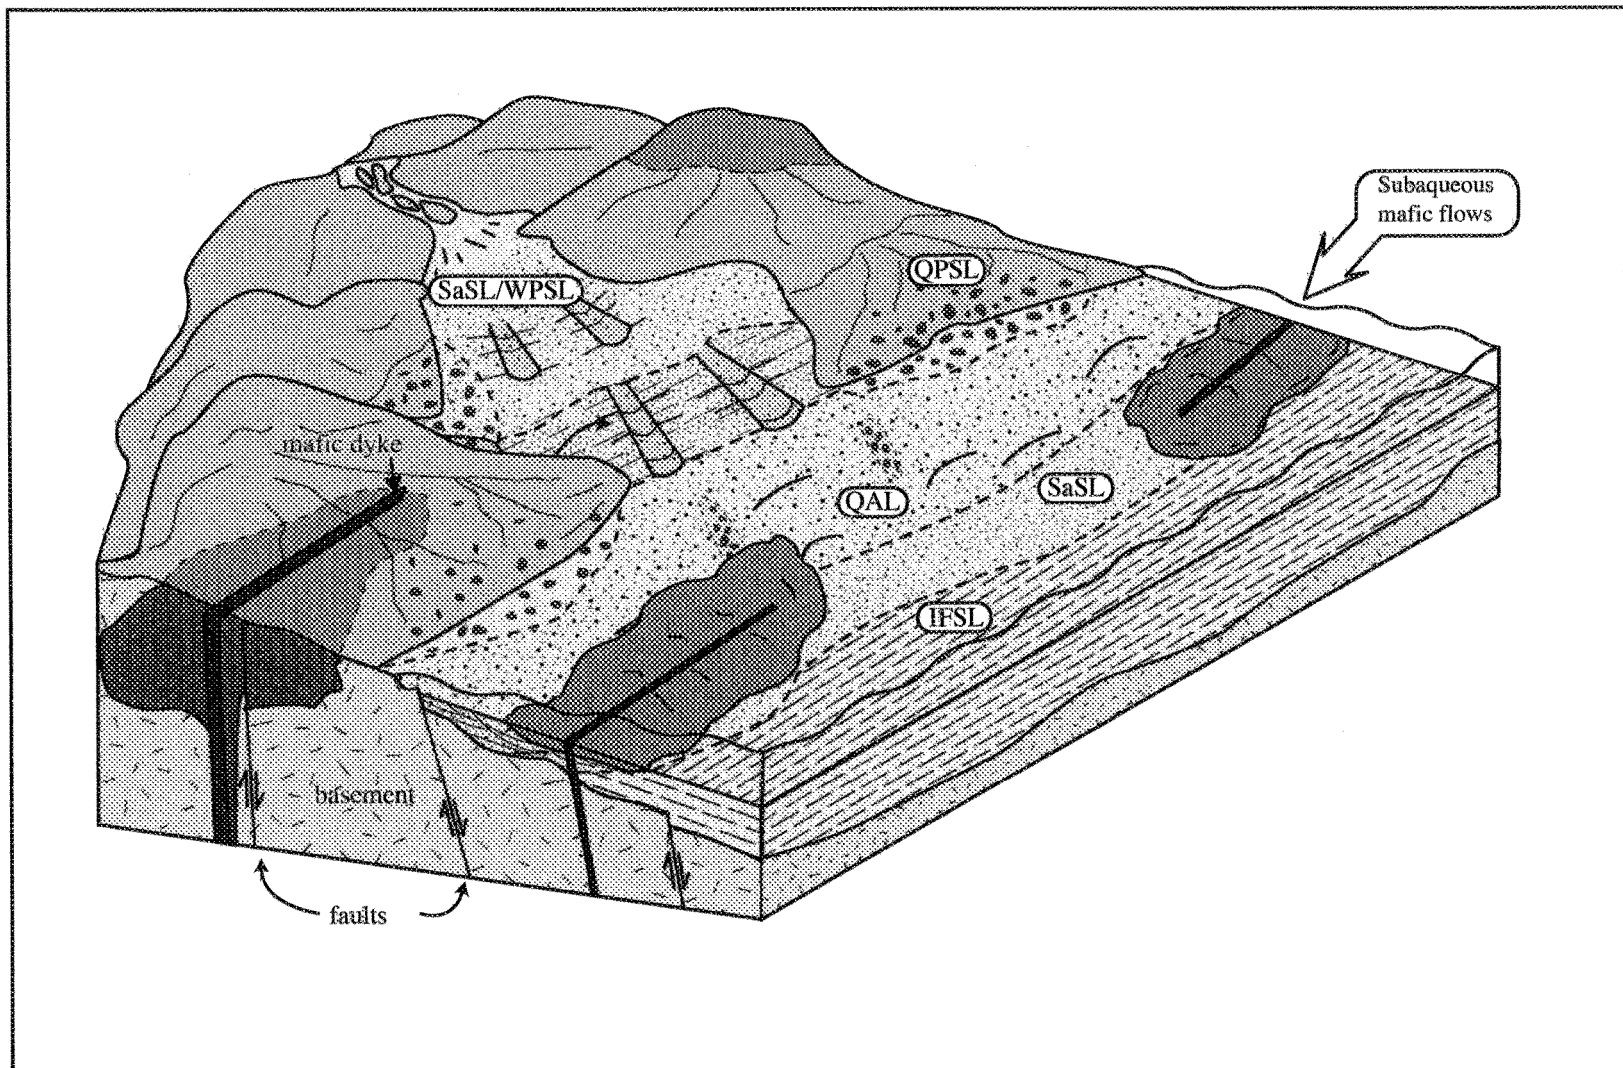 Subaqueous
mafic flows
QPSL
SaSL/WPSL
mafic dyke
QAL
SaSL
IFSL
basement
faults